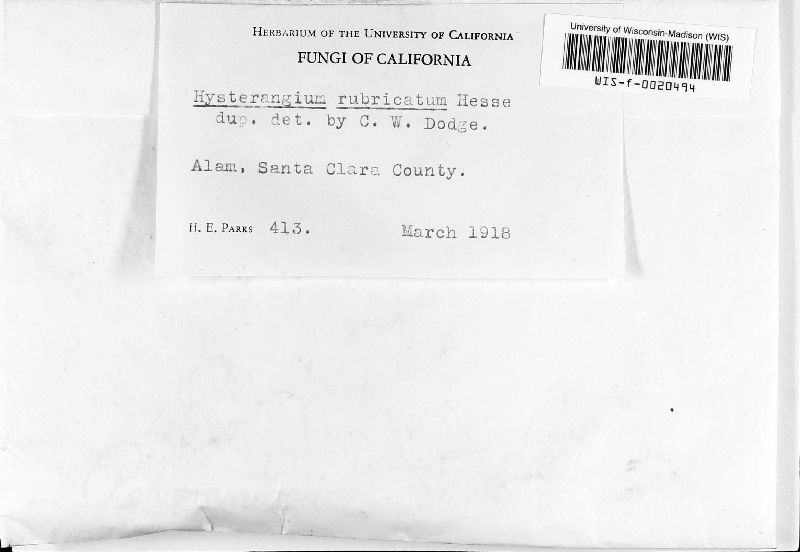 HERBARIUM OF THE UNIVERSITY OF CALIFORNIA
FUNGI OF CALIFORNIA
Hysterangium rubricatum Hesse
dup. det. by C. W. Dodge.
Alam, Santa Clara County.
H. E. PARKS 413. March 1918
University of Wisconsin-Madison (WIS)
WIS-f-0020494